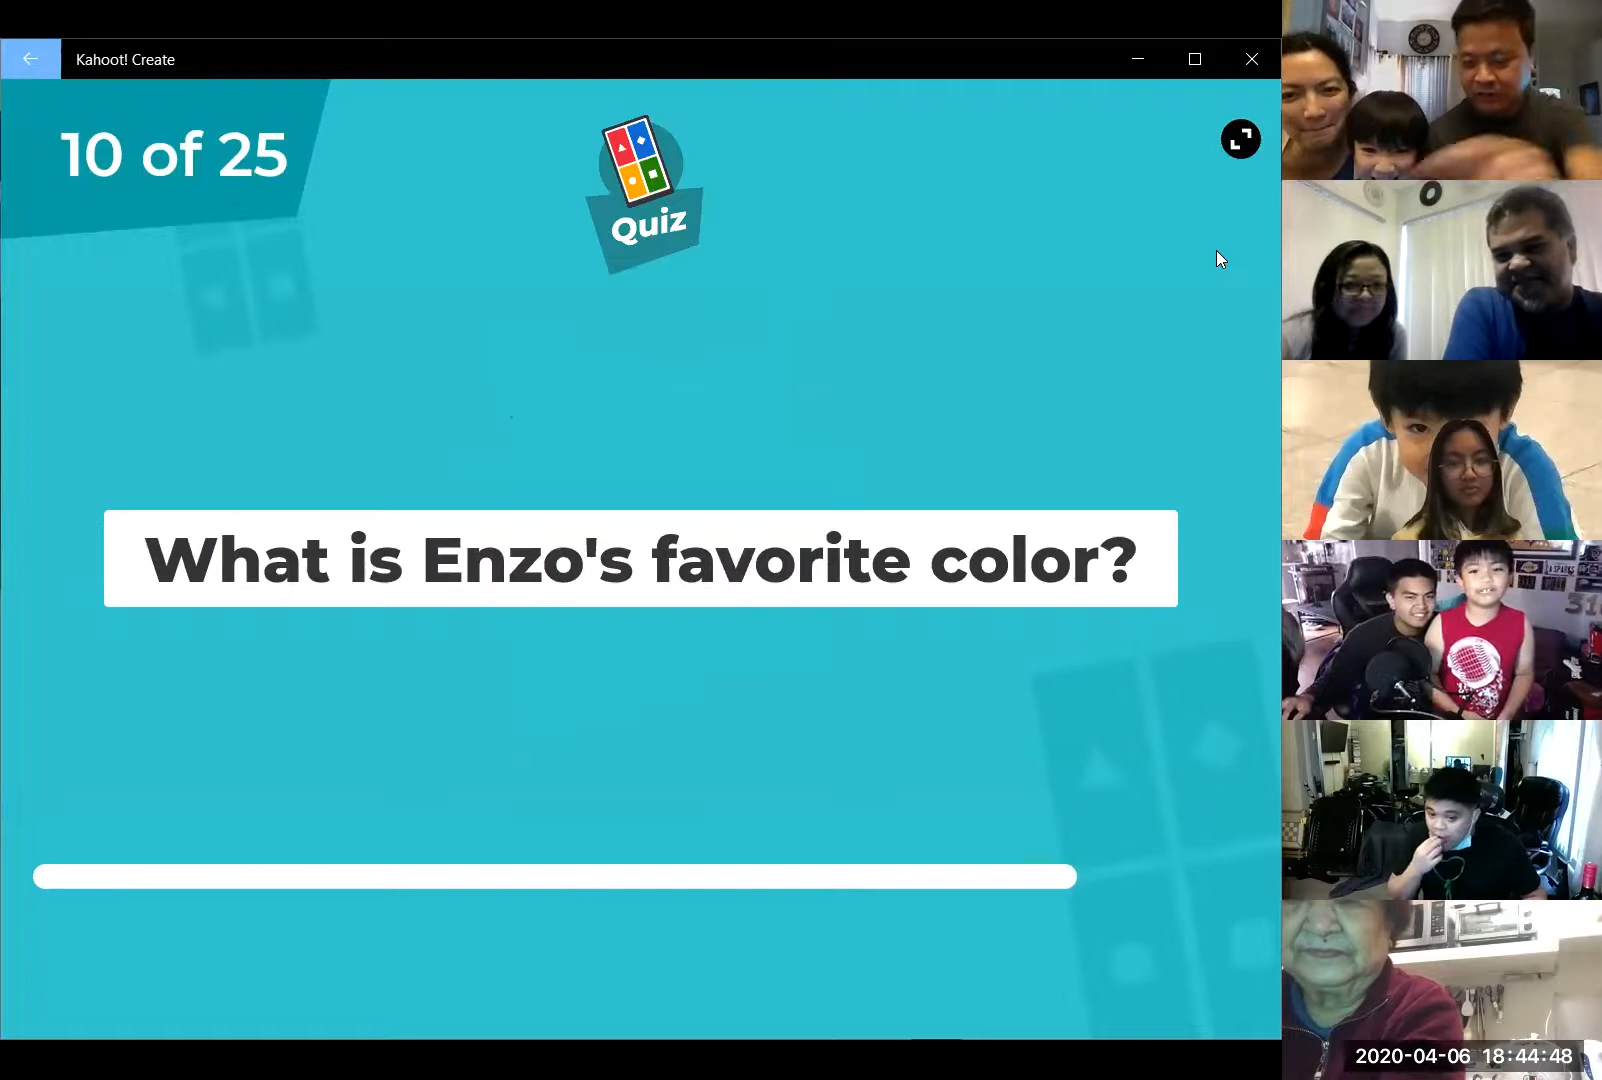 Kahoot! Create
10 of 25
Quiz
What is Enzo's favorite color?
2020-04-06 18:44:48